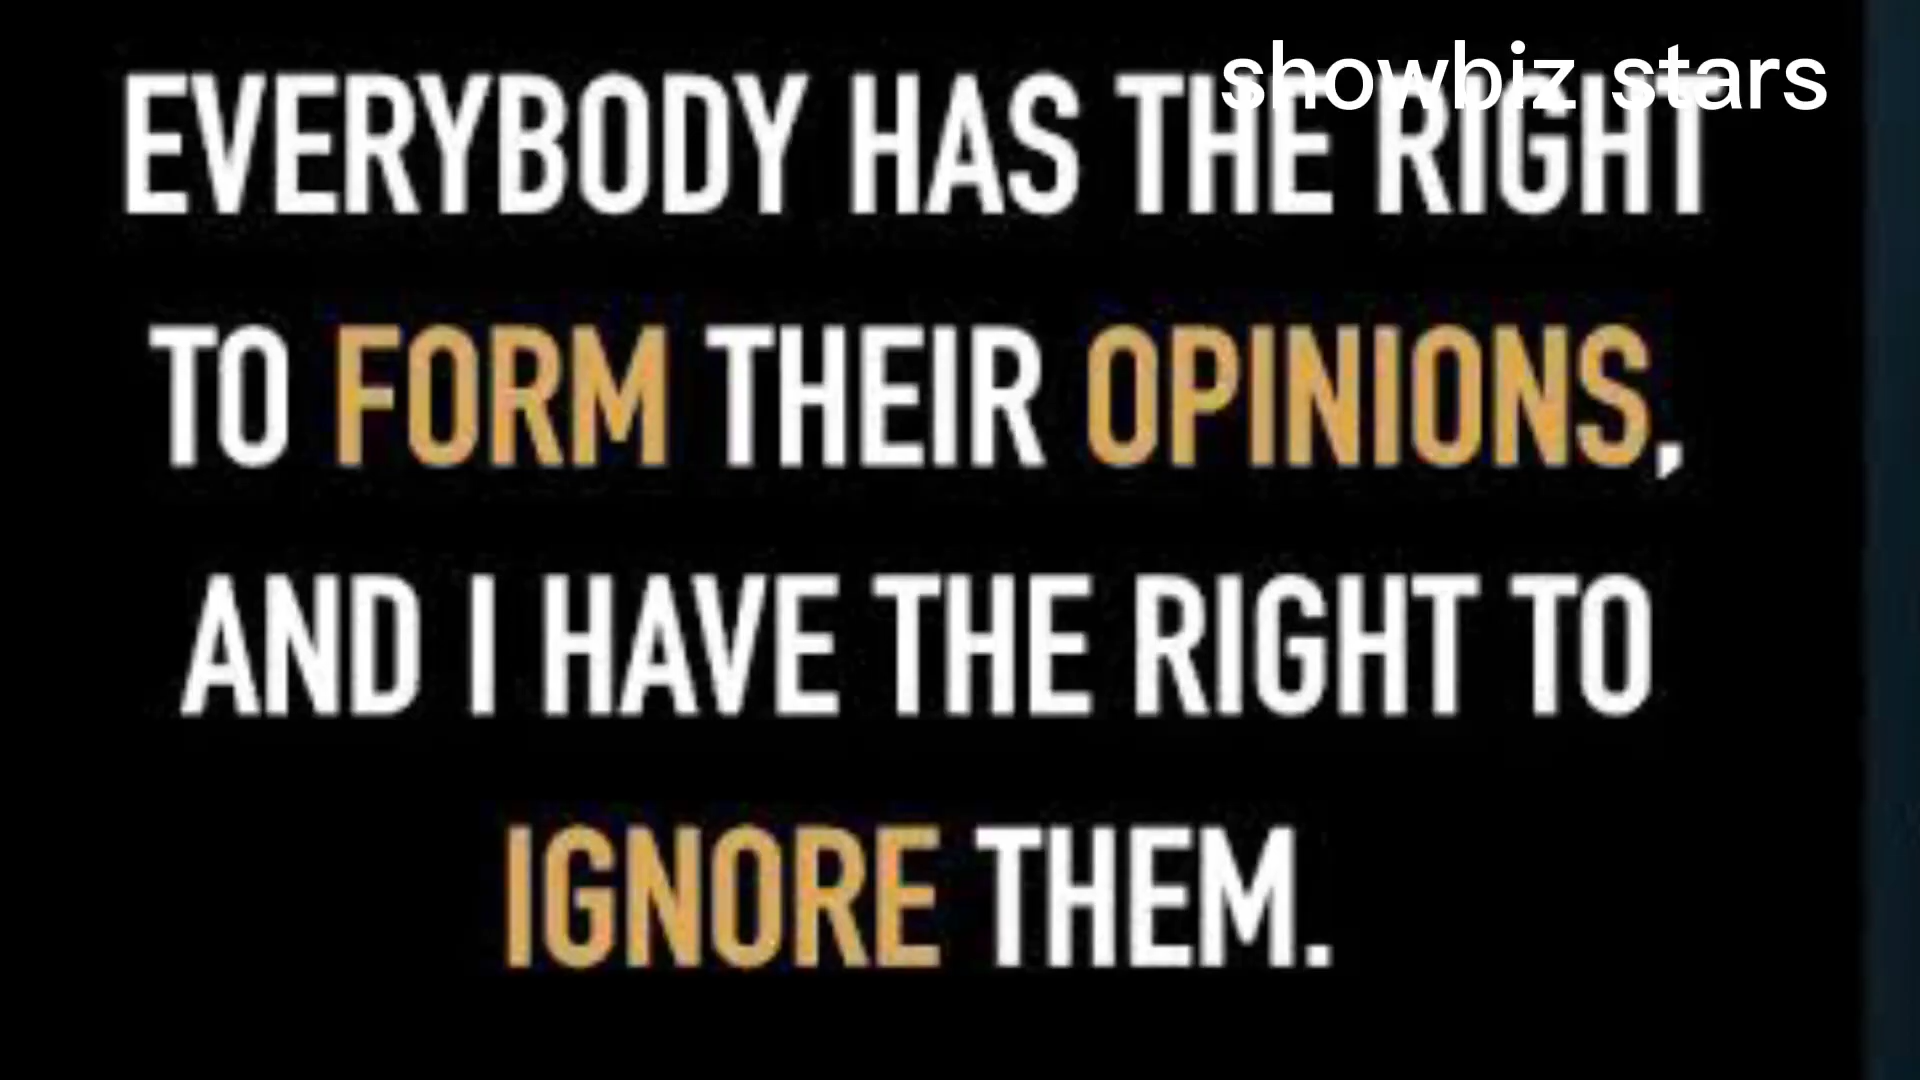 showbiz stars
EVERYBODY HAS THE RIGHT
TO FORM THEIR OPINIONS,
AND I HAVE THE RIGHT TO
IGNORE THEM.